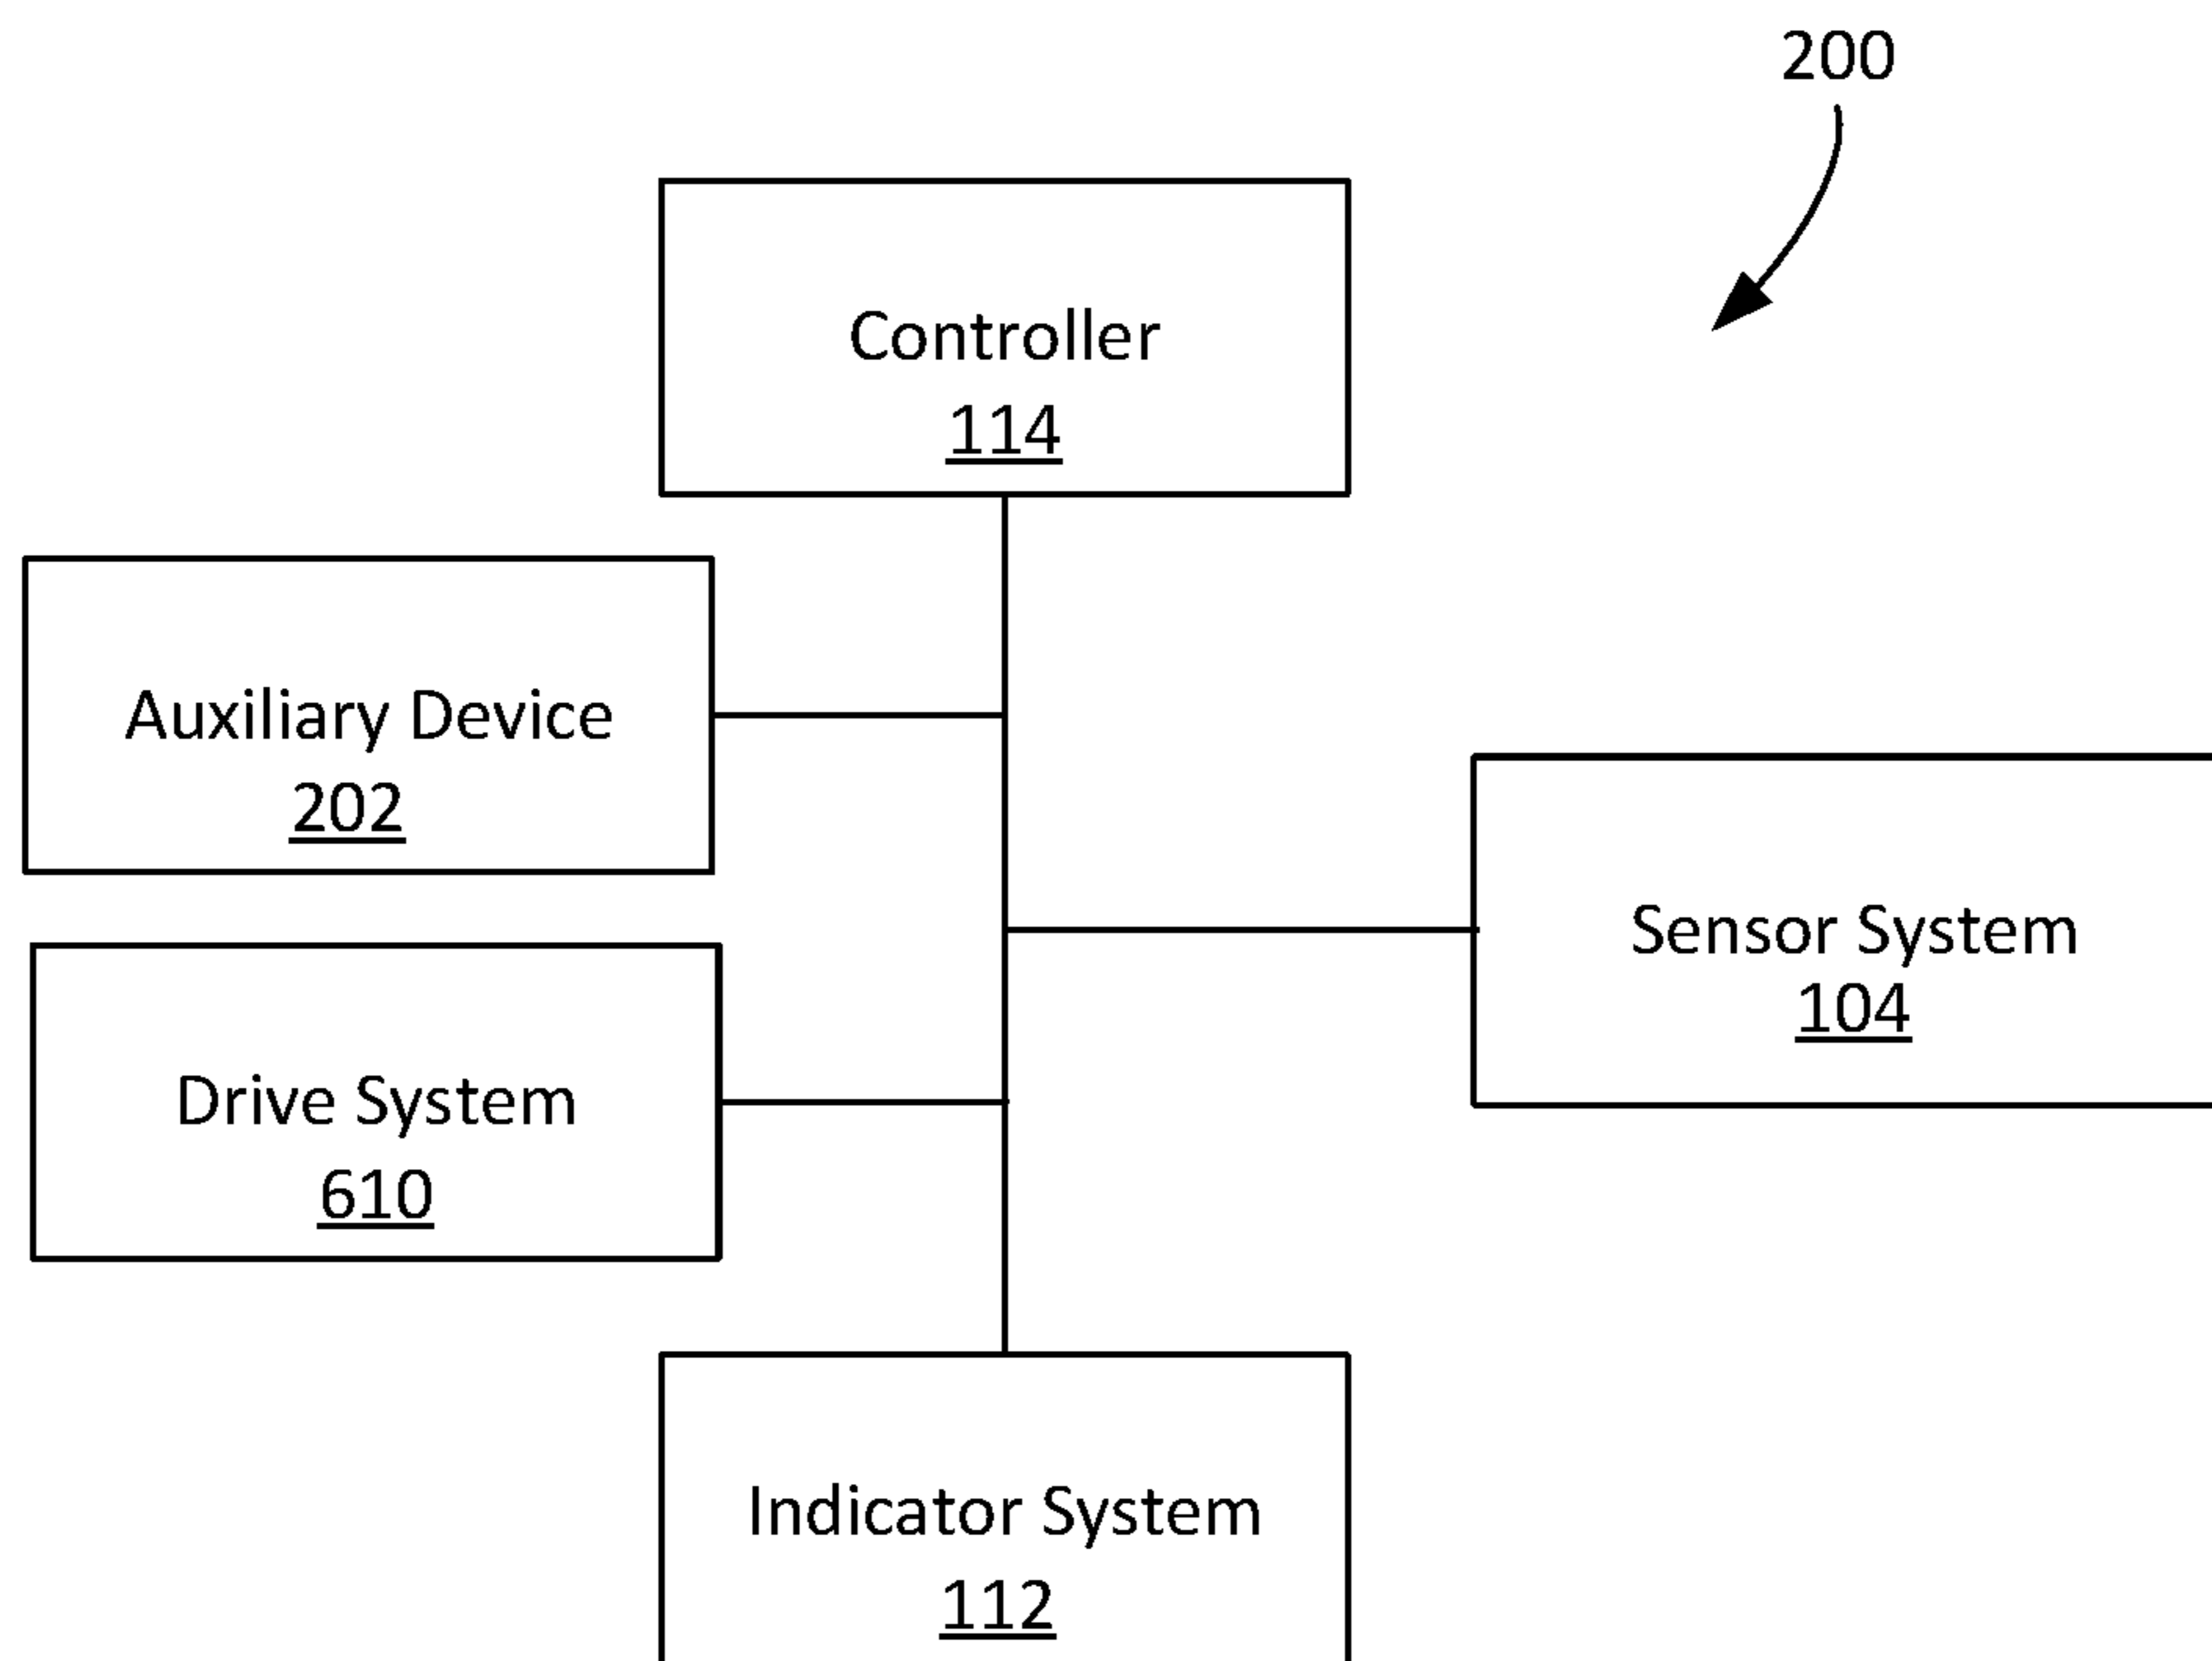 200
Controller
114
Auxiliary Device
202
Sensor System
104
Drive System
610
Indicator System
112